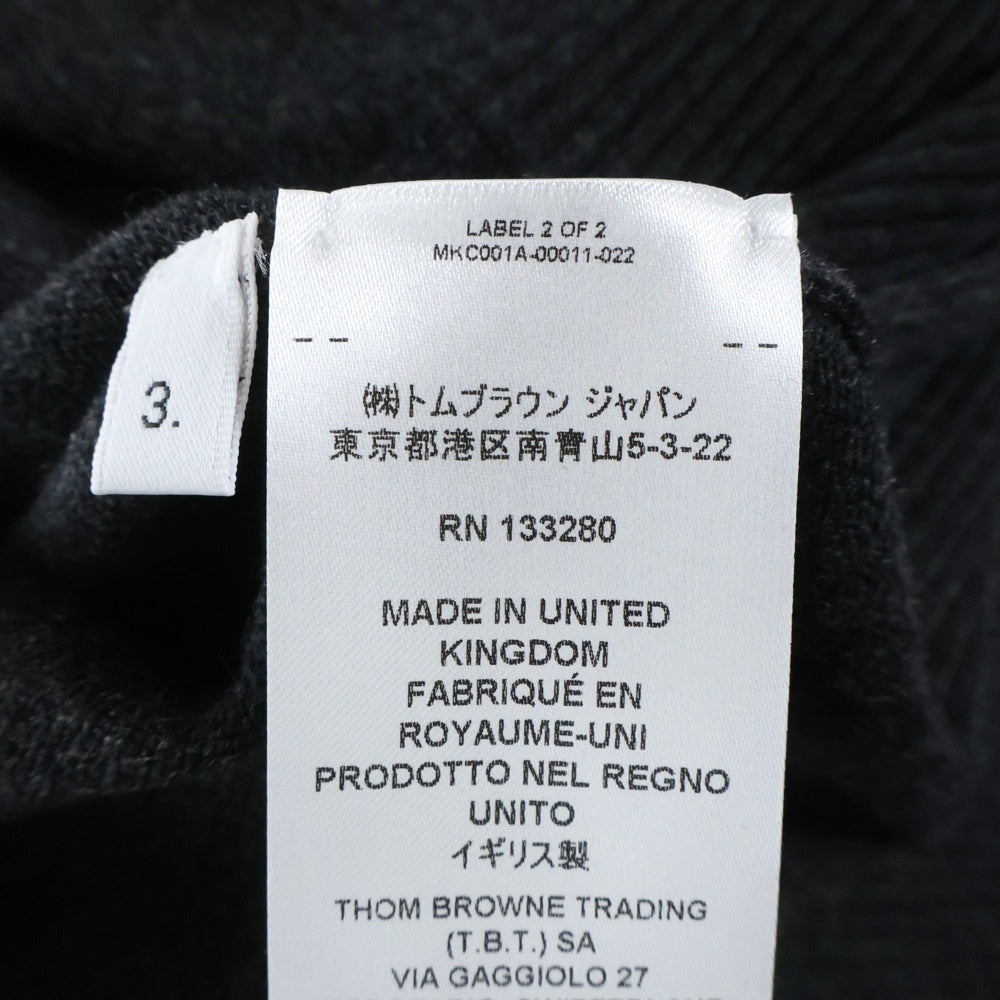 3.
LABEL 2 OF 2
MKC001A-00011-022
-- --
㈱トムブラウン ジャパン
東京都港区南青山5-3-22
RN 133280
MADE IN UNITED
KINGDOM
FABRIQUÉ EN
ROYAUME-UNI
PRODOTTO NEL REGNO
UNITO
イギリス製
THOM BROWNE TRADING
(T.B.T.) SA
VIA GAGGIOLO 27